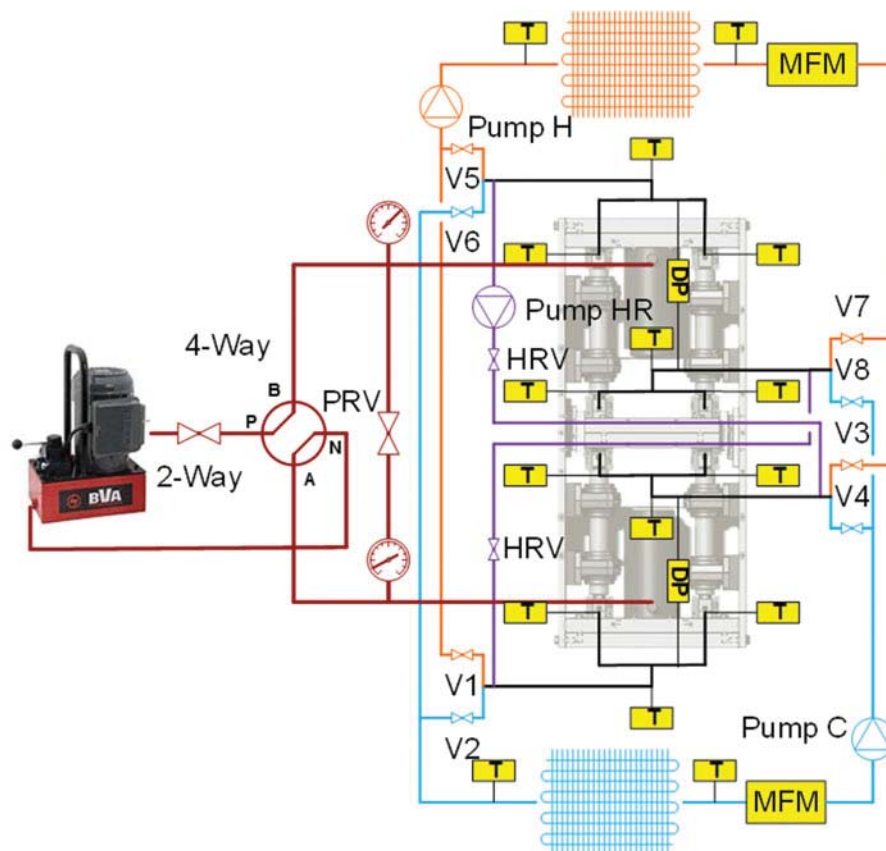 T
T
MFM
Pump H
T
V5
V6
T
T
DP
Pump HR
4-Way
T
V7
HRV
V8
B
PRV
T
T
P
N
V3
2-Way
A
T
T
V4
BVA
T
HRV
DP
T
T
V1
T
Pump C
V2
T
T
MFM